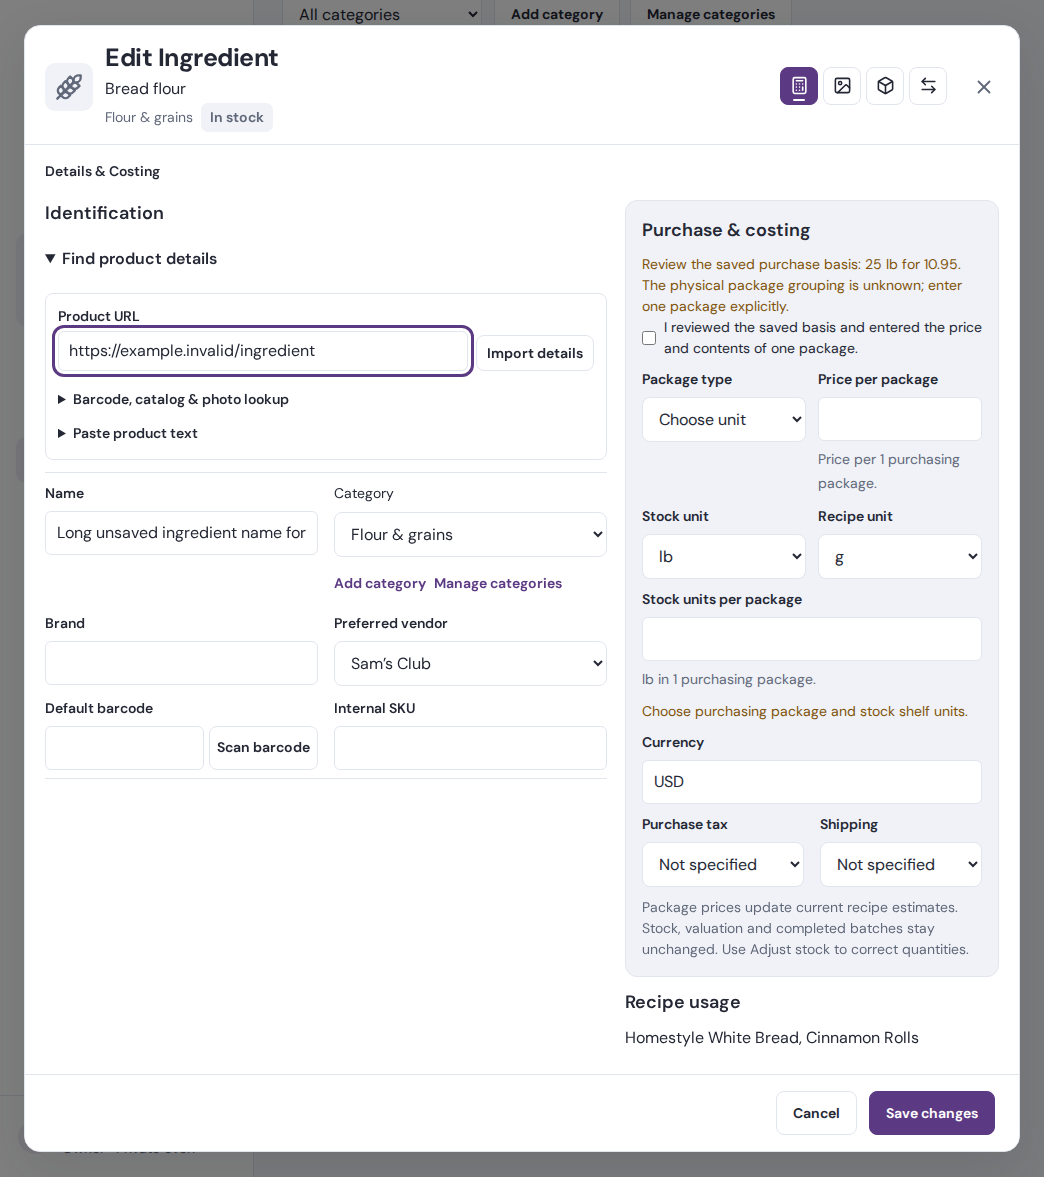 All categories
Add category
Manage categories
Edit Ingredient
Bread flour
Flour & grains
In stock
Details & Costing
Identification
Find product details
Product URL
https://example.invalid/ingredient
Import details
Barcode, catalog & photo lookup
Paste product text
Name
Category
Long unsaved ingredient name for
Flour & grains
Add category Manage categories
Brand
Preferred vendor
Sam’s Club
Default barcode
Internal SKU
Scan barcode
Purchase & costing
Review the saved purchase basis: 25 lb for 10.95.
The physical package grouping is unknown; enter
one package explicitly.
I reviewed the saved basis and entered the price
and contents of one package.
Package type
Price per package
Choose unit
Price per 1 purchasing
package.
Stock unit
Recipe unit
lb
g
Stock units per package
lb in 1 purchasing package.
Choose purchasing package and stock shelf units.
Currency
USD
Purchase tax
Shipping
Not specified
Not specified
Package prices update current recipe estimates.
Stock, valuation and completed batches stay
unchanged. Use Adjust stock to correct quantities.
Recipe usage
Homestyle White Bread, Cinnamon Rolls
Cancel
Save changes